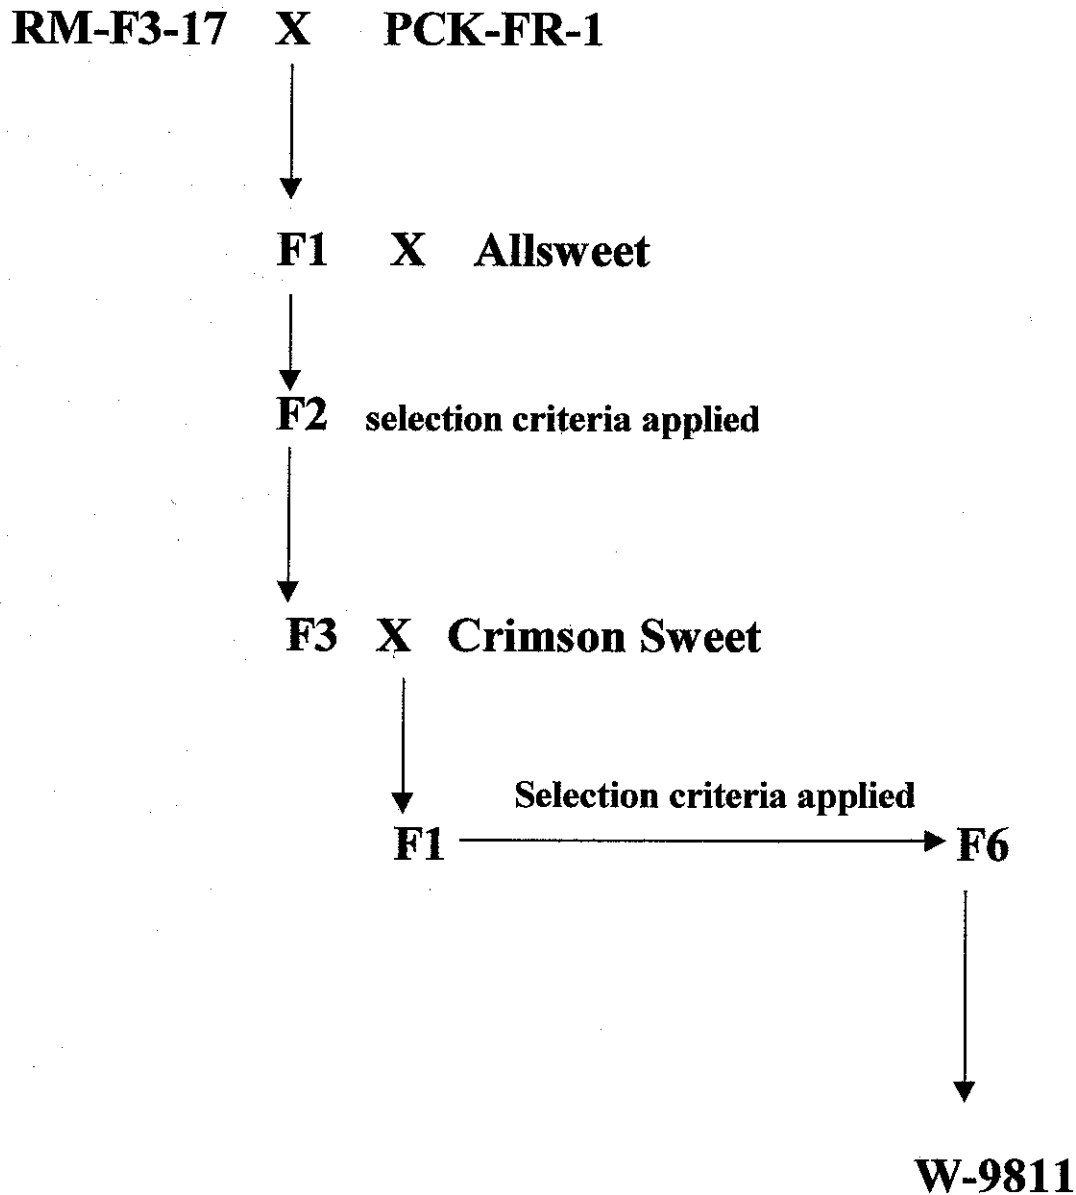 RM-F3-17 X PCK-FR-1
F1 X Allsweet
F2 selection criteria applied
F3 X Crimson Sweet
Selection criteria applied
F1 F6
W-9811